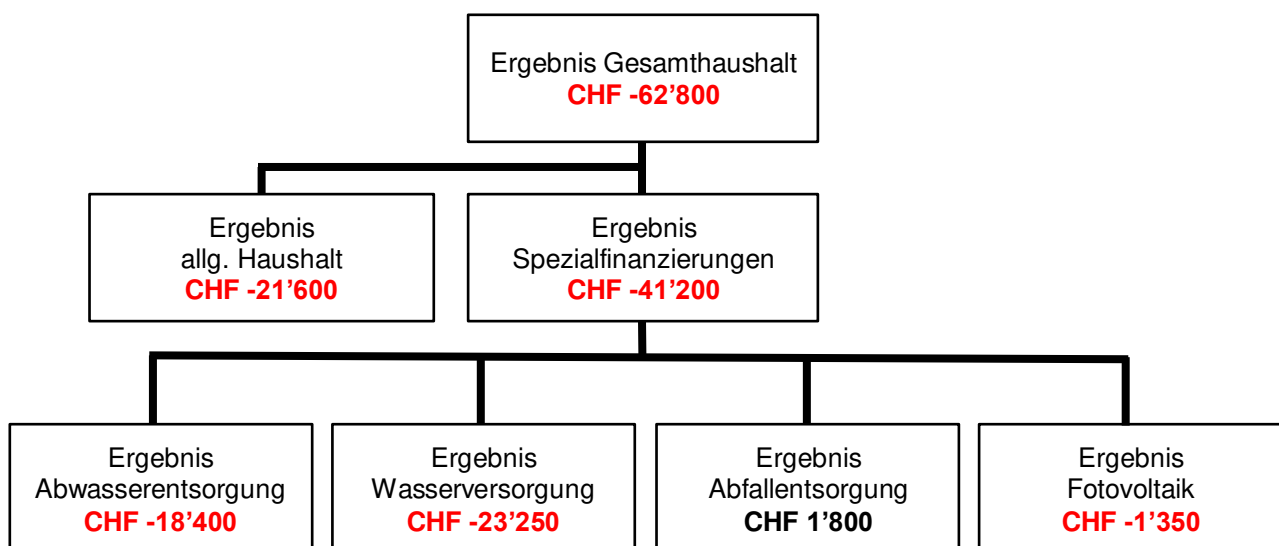 Ergebnis Gesamthaushalt
CHF -62’800
Ergebnis
allg. Haushalt
CHF -21’600
Ergebnis
Spezialfinanzierungen
CHF -41’200
Ergebnis
Abwasserentsorgung
CHF -18’400
Ergebnis
Wasserversorgung
CHF -23’250
Ergebnis
Abfallentsorgung
CHF 1’800
Ergebnis
Fotovoltaik
CHF -1’350